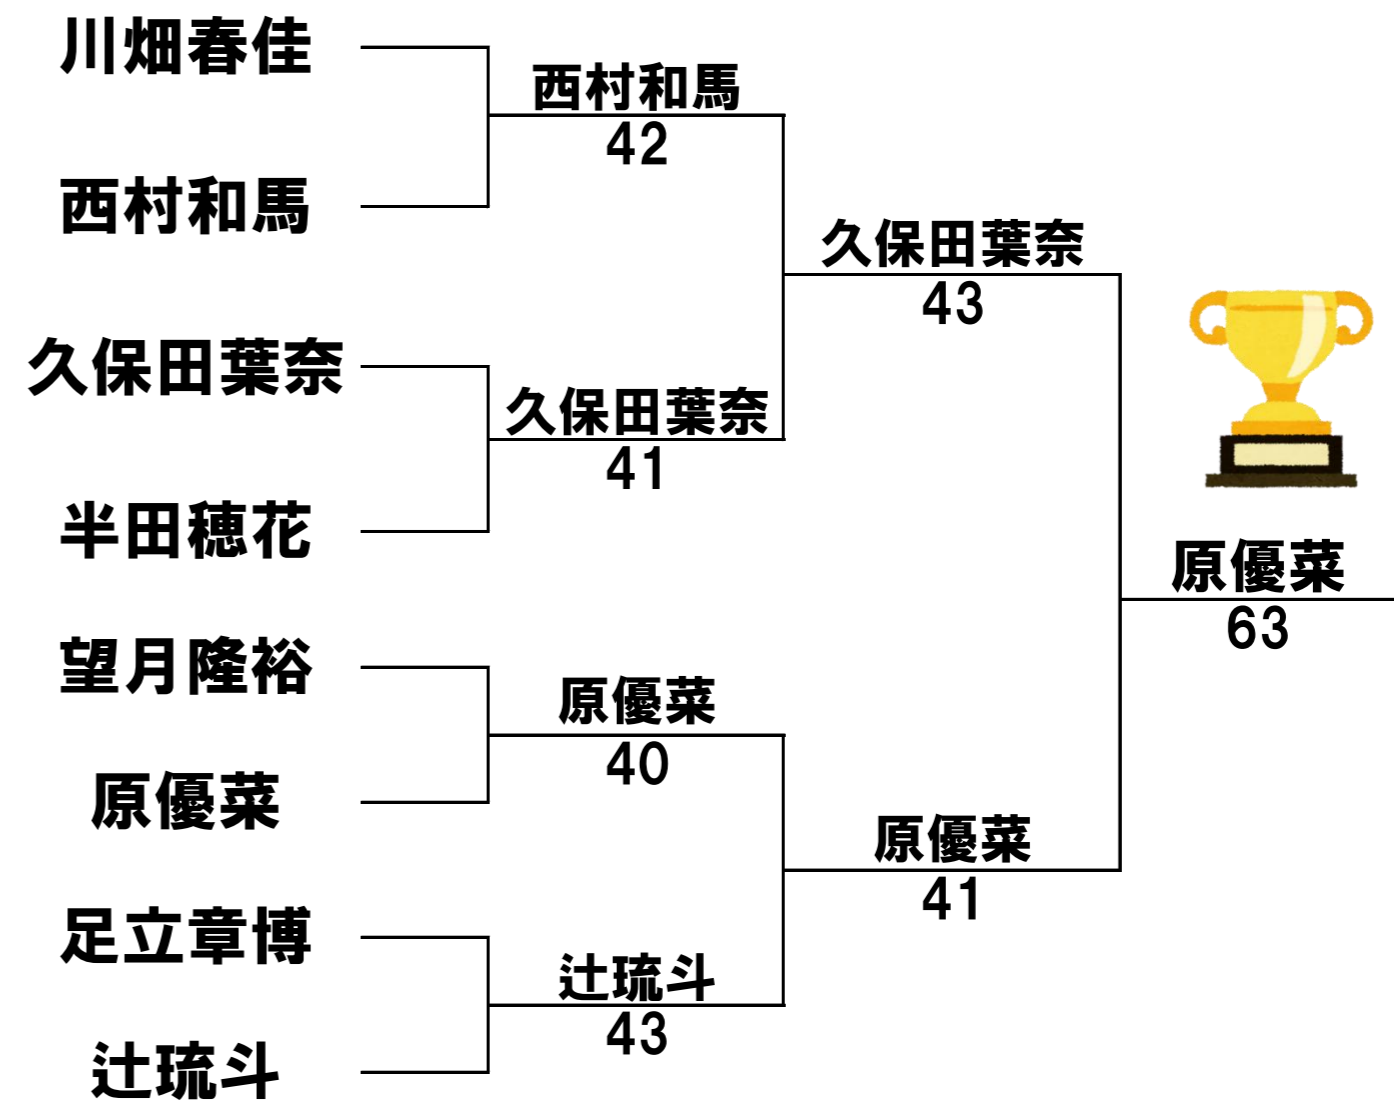 川畑春佳
西村和馬
42
西村和馬
久保田葉奈
43
久保田葉奈
久保田葉奈
41
半田穂花
原優菜
63
望月隆裕
原優菜
40
原優菜
原優菜
41
足立章博
辻琉斗
43
辻琉斗